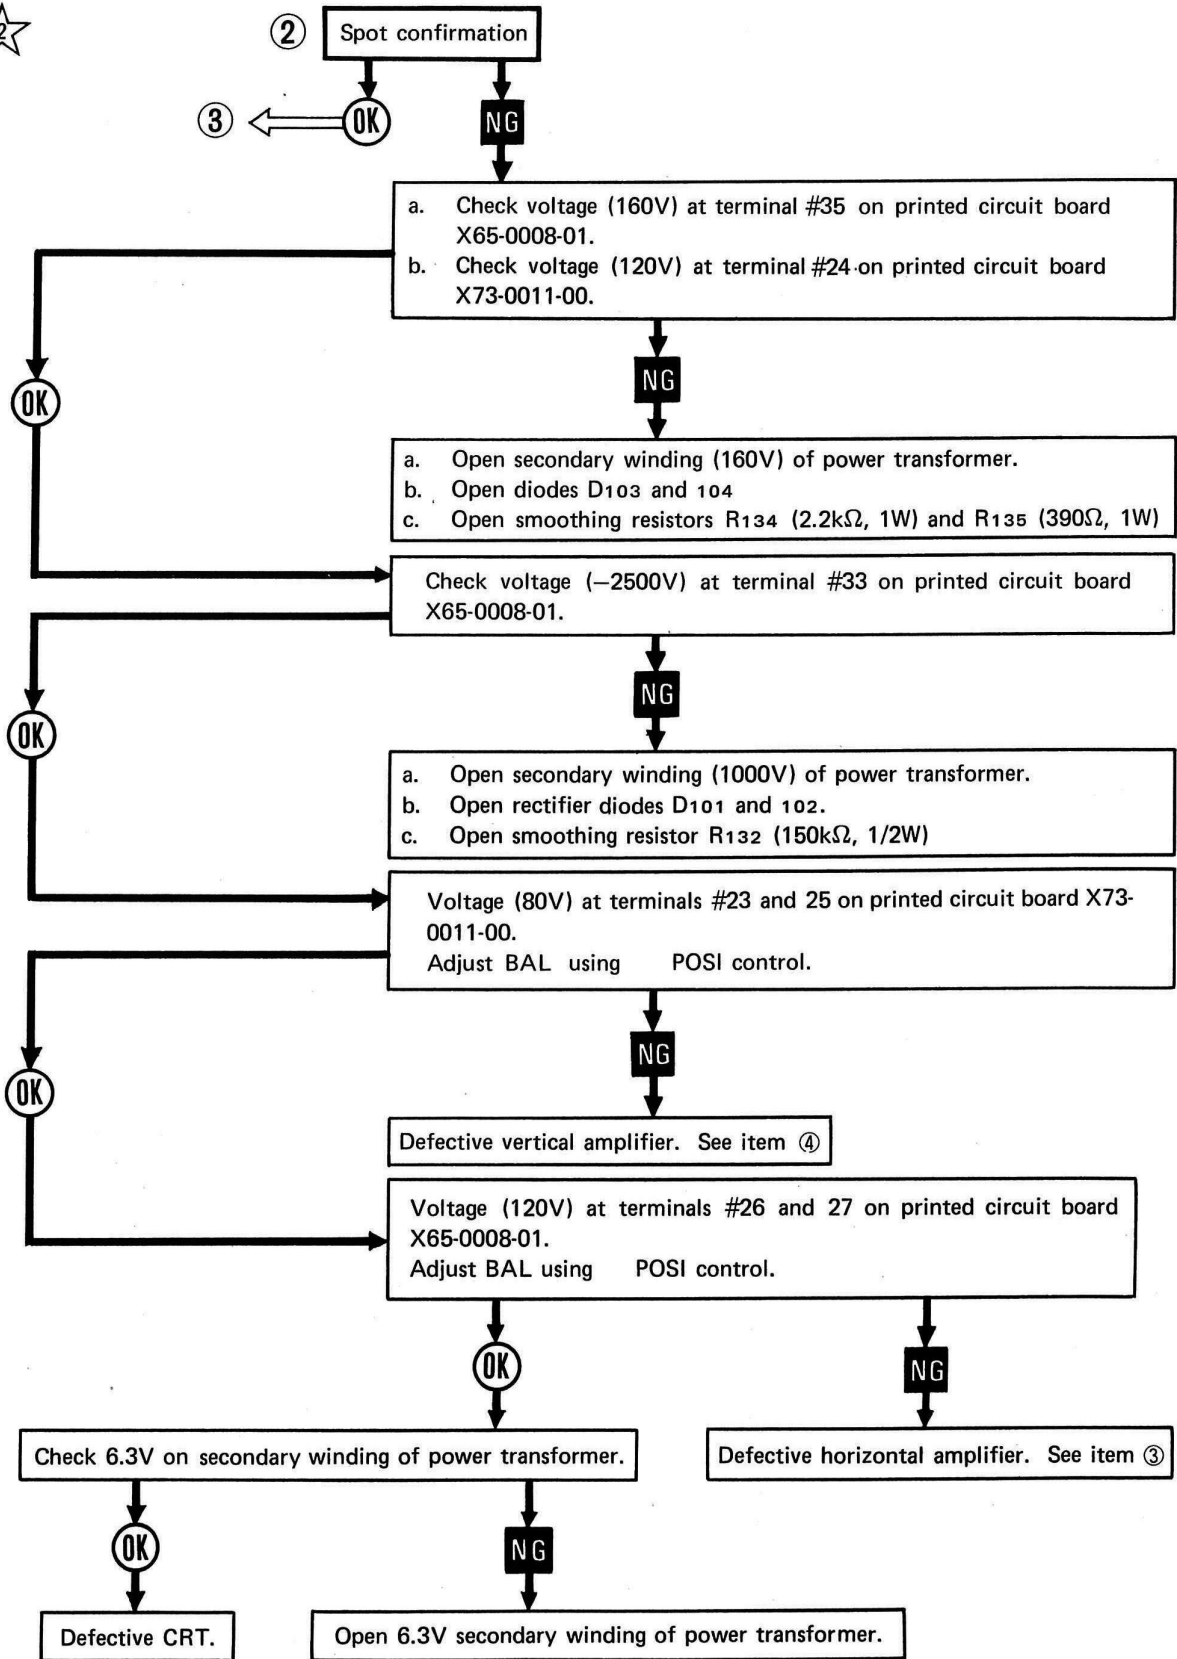 2
② Spot confirmation
③ OK NG
a. Check voltage (160V) at terminal #35 on printed circuit board
X65-0008-01.
b. Check voltage (120V) at terminal #24 on printed circuit board
X73-0011-00.
NG
OK
a. Open secondary winding (160V) of power transformer.
b. Open diodes D103 and 104
c. Open smoothing resistors R134 (2.2kΩ, 1W) and R135 (390Ω, 1W)
Check voltage (−2500V) at terminal #33 on printed circuit board
X65-0008-01.
NG
OK
a. Open secondary winding (1000V) of power transformer.
b. Open rectifier diodes D101 and 102.
c. Open smoothing resistor R132 (150kΩ, 1/2W)
Voltage (80V) at terminals #23 and 25 on printed circuit board X73-
0011-00.
Adjust BAL using POSI control.
NG
OK
Defective vertical amplifier. See item ④
Voltage (120V) at terminals #26 and 27 on printed circuit board
X65-0008-01.
Adjust BAL using POSI control.
OK NG
Check 6.3V on secondary winding of power transformer.
Defective horizontal amplifier. See item ③
OK NG
Defective CRT.
Open 6.3V secondary winding of power transformer.